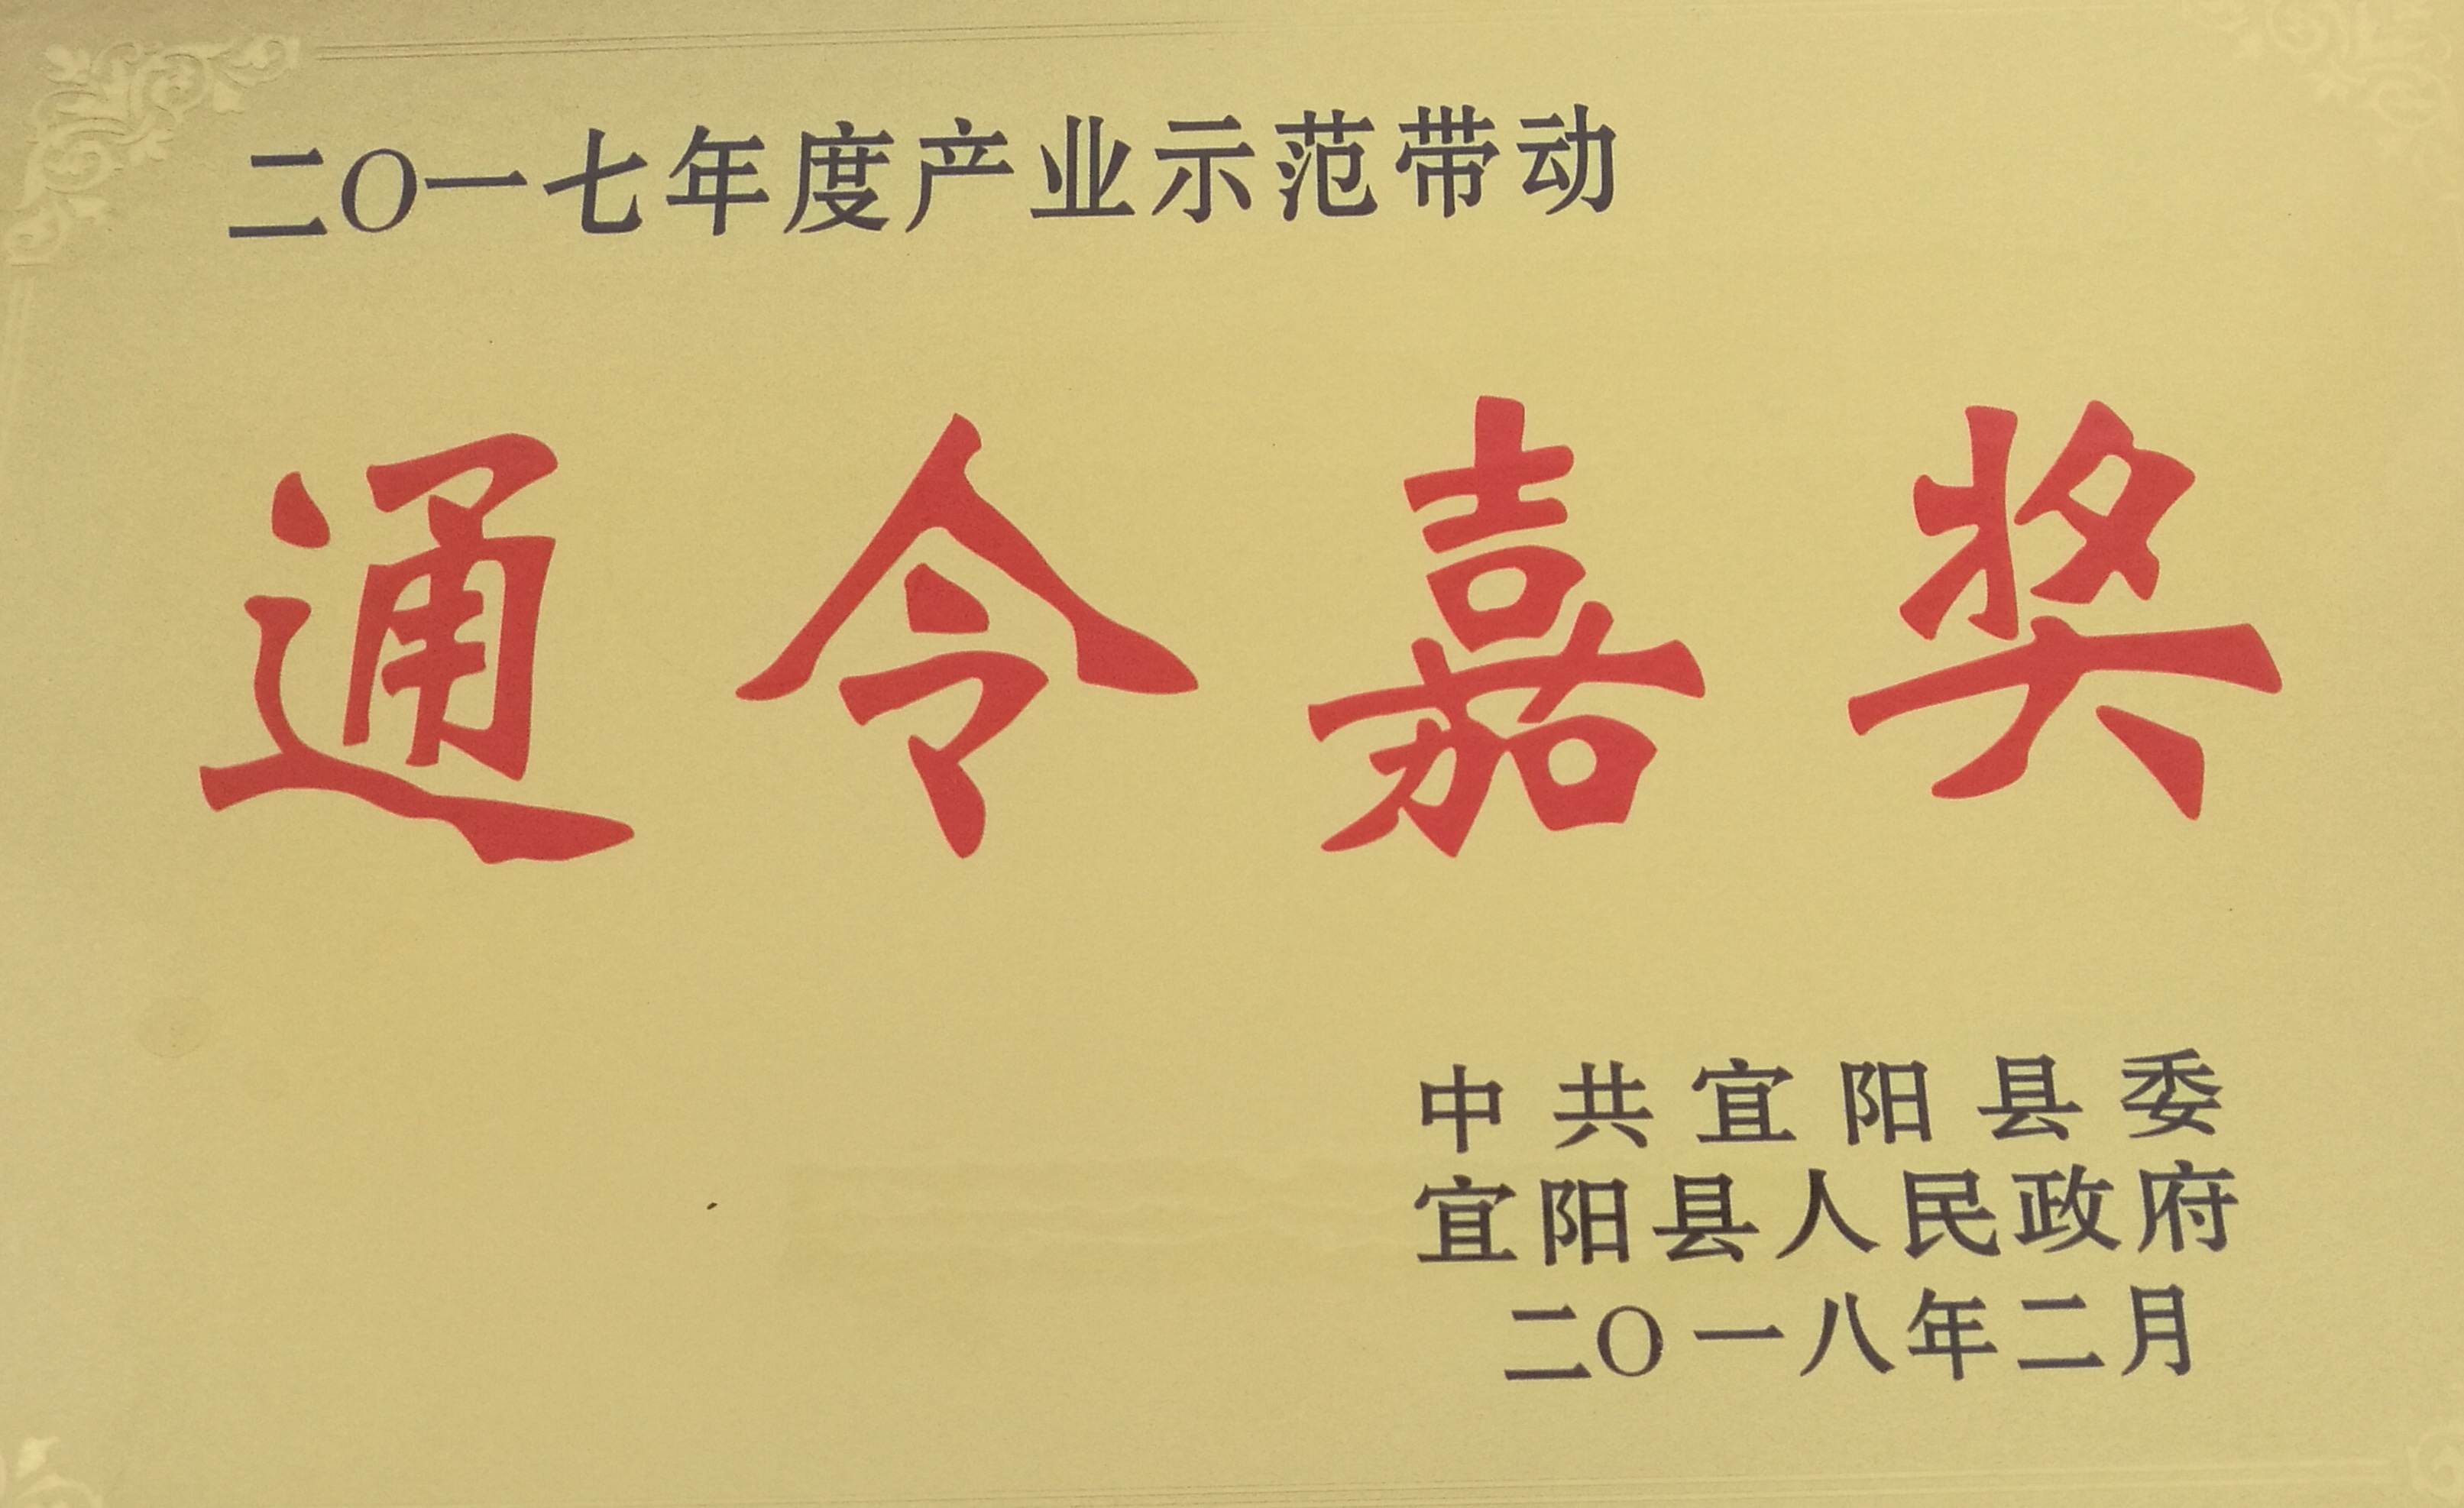 二O一七年度产业示范带动
通令嘉奖
中共宜阳县委
宜阳县人民政府
二O一八年二月